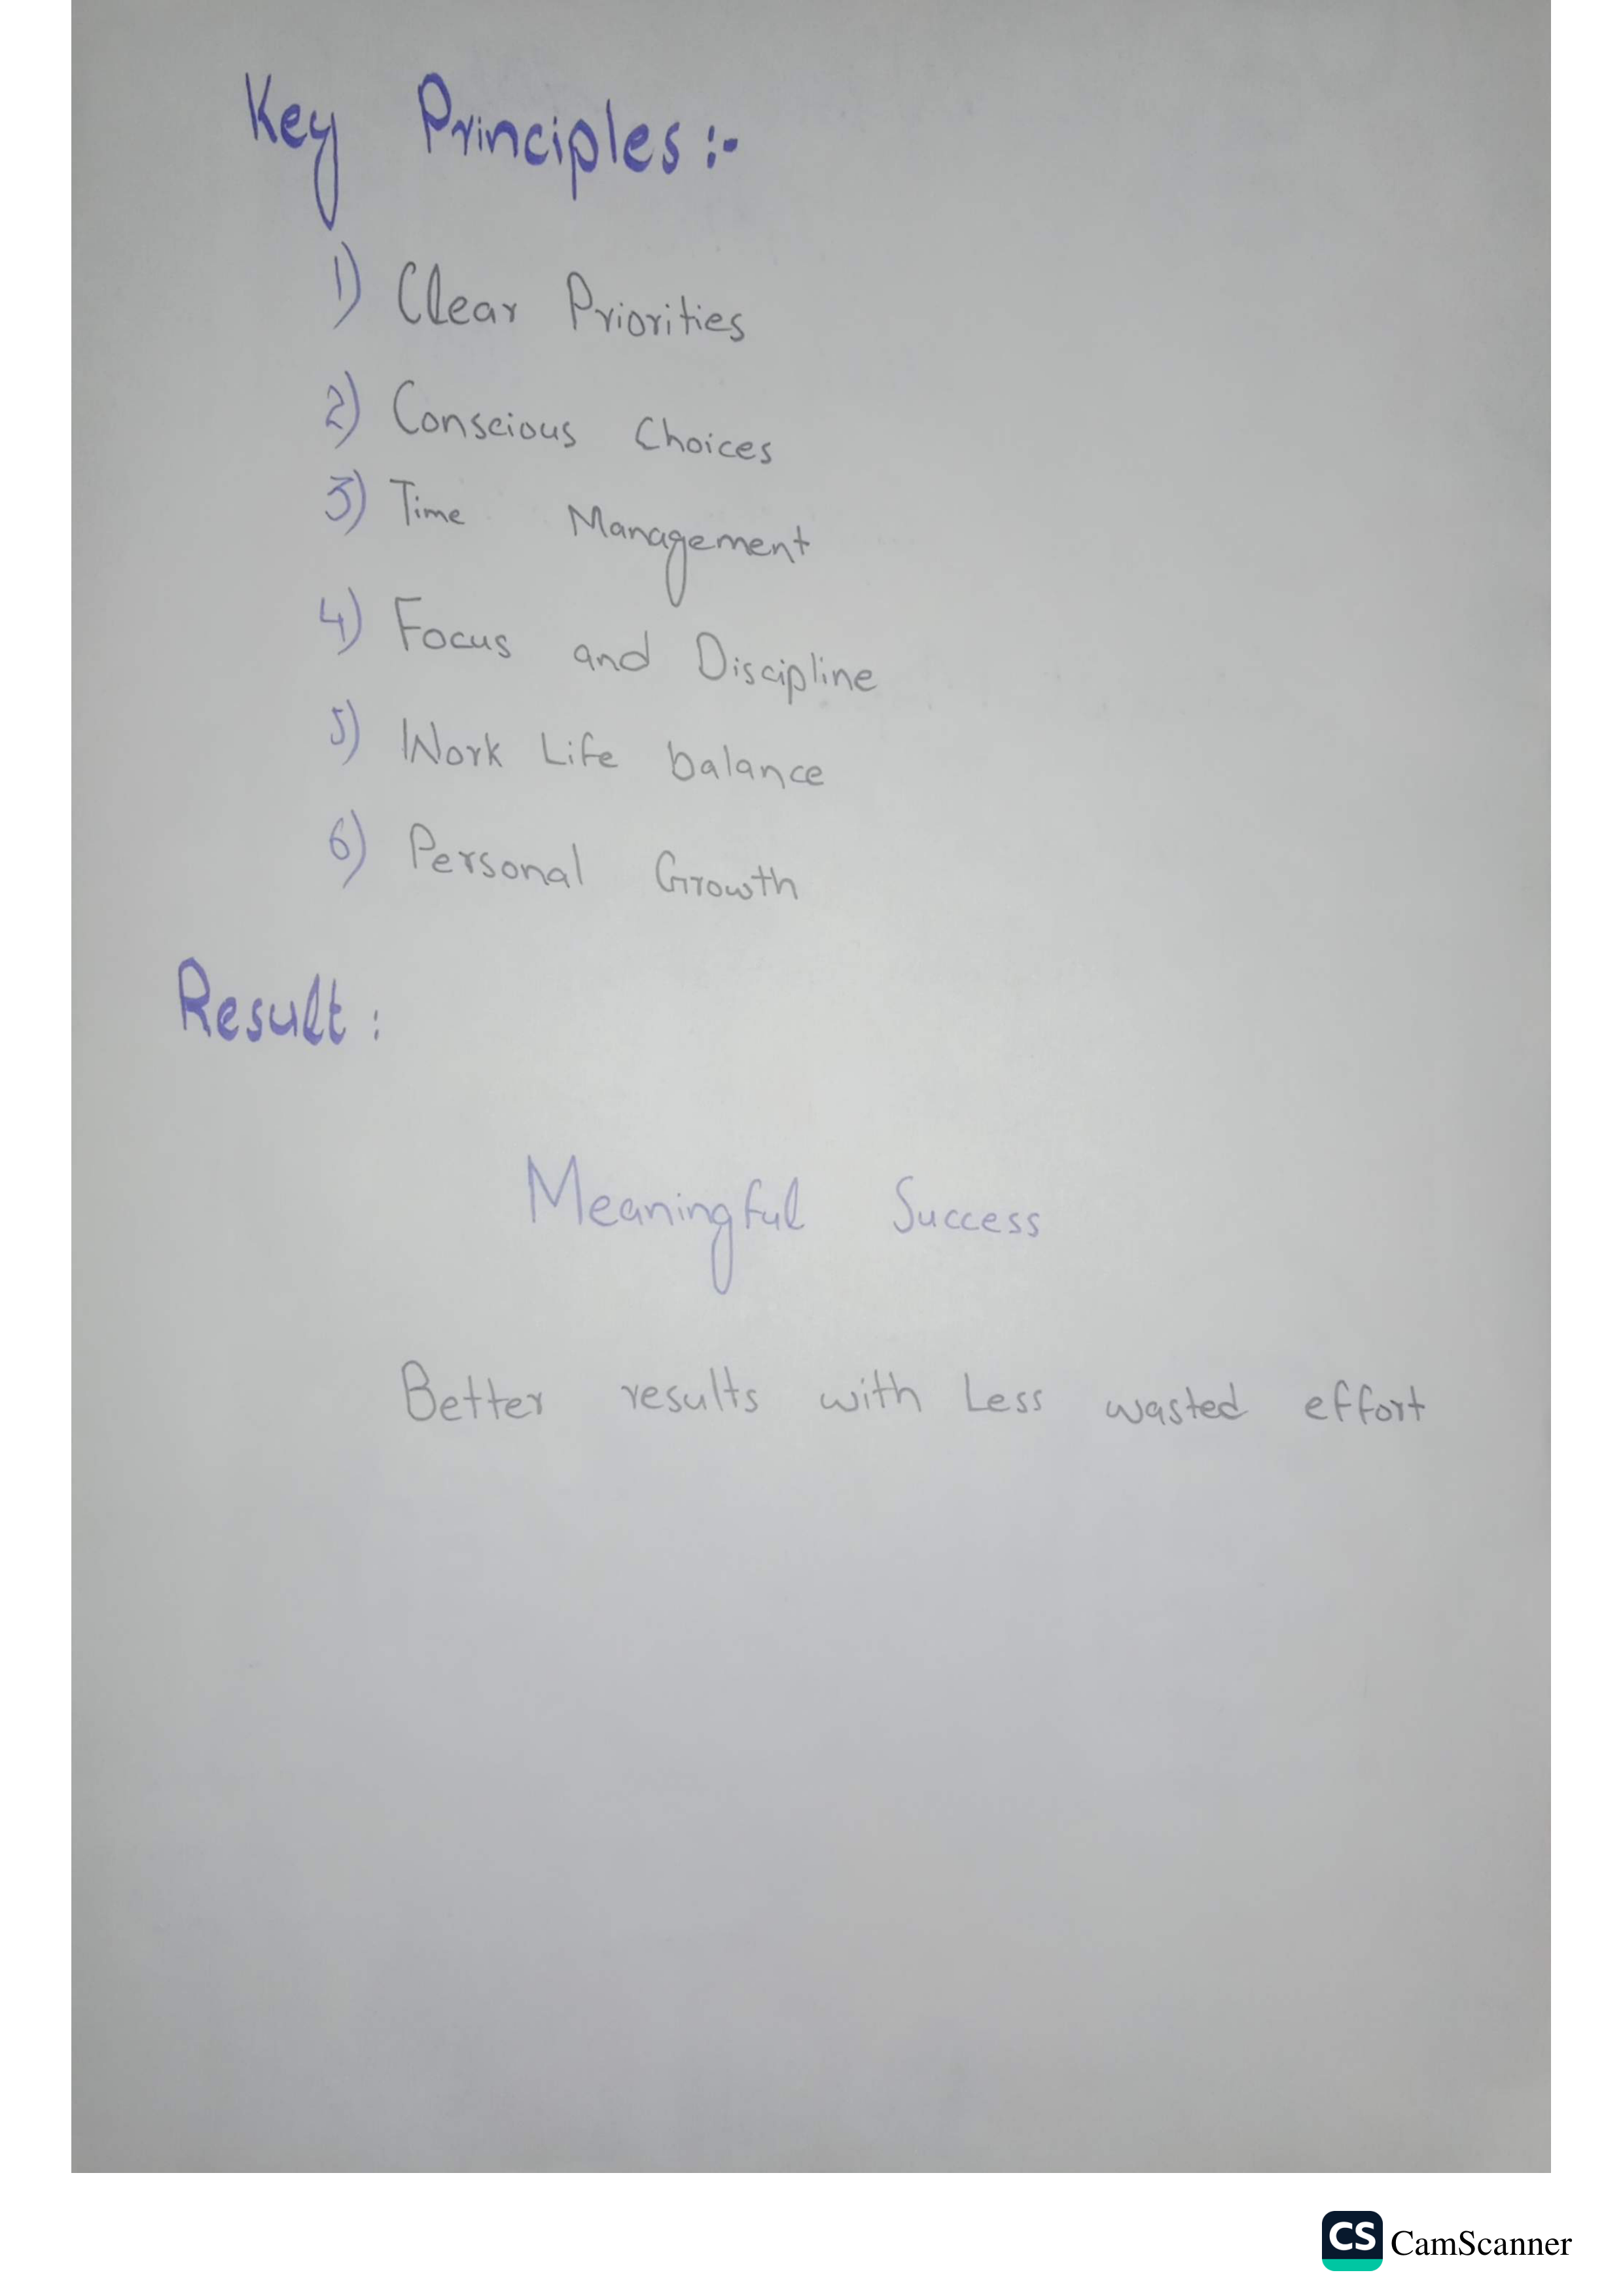 Key Principles:-
1) Clear Priorities
2) Conscious Choices
3) Time Management
4) Focus and Discipline
5) Work Life balance
6) Personal Growth
Result:
Meaningful Success
Better results with Less wasted effort
CS CamScanner